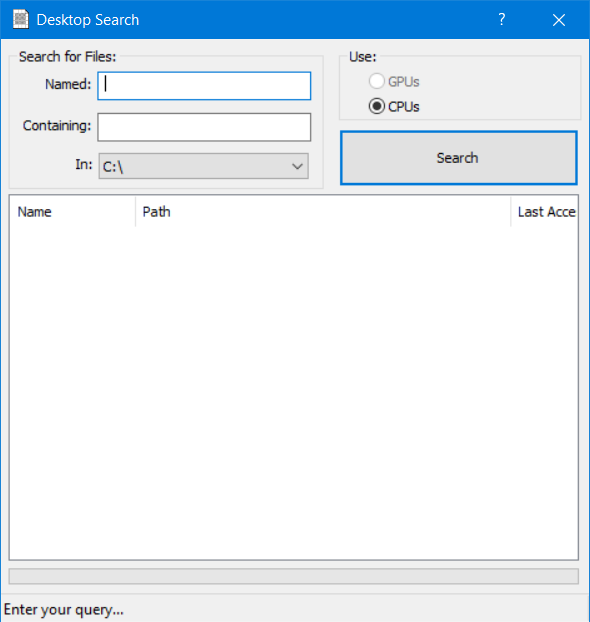 Desktop Search
Search for Files:
Named:
Containing:
In: C:\
Use:
GPUs
CPUs
Search
Name Path Last Acce
Enter your query...